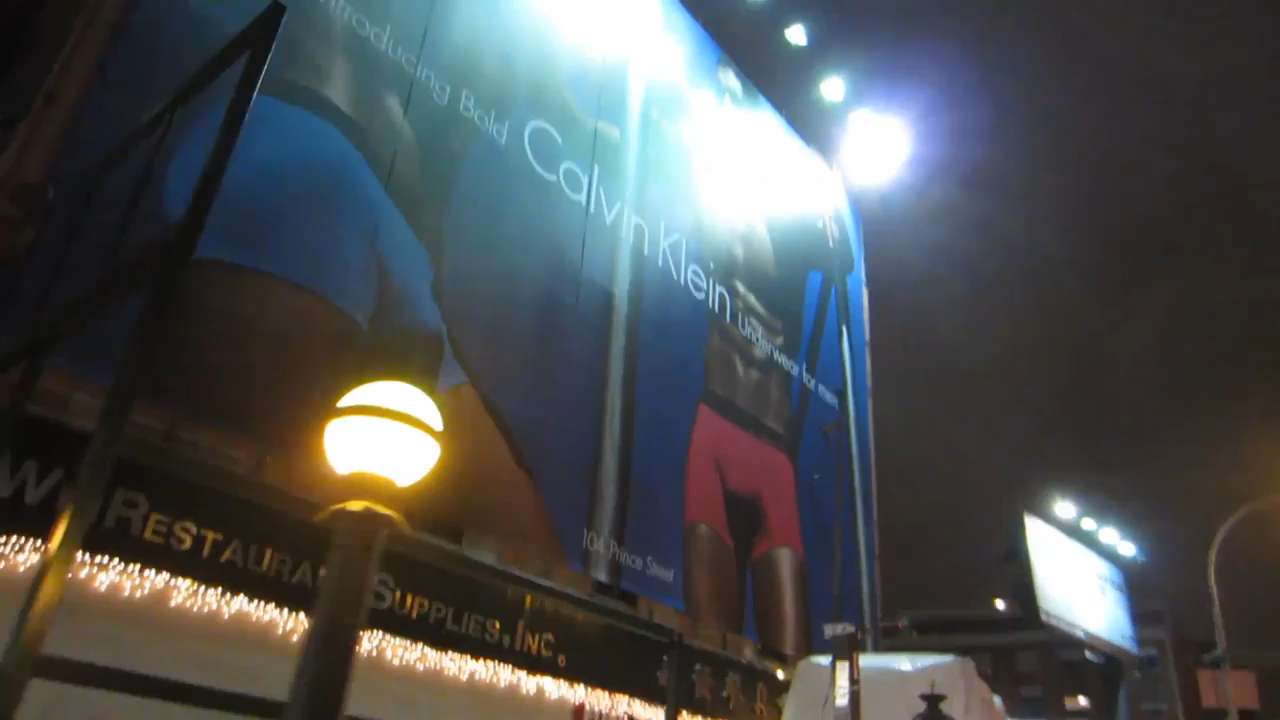 Introducing Bold
Calvin Klein
underwear for men
104 Prince Street
RESTAURA SUPPLIES, INC.